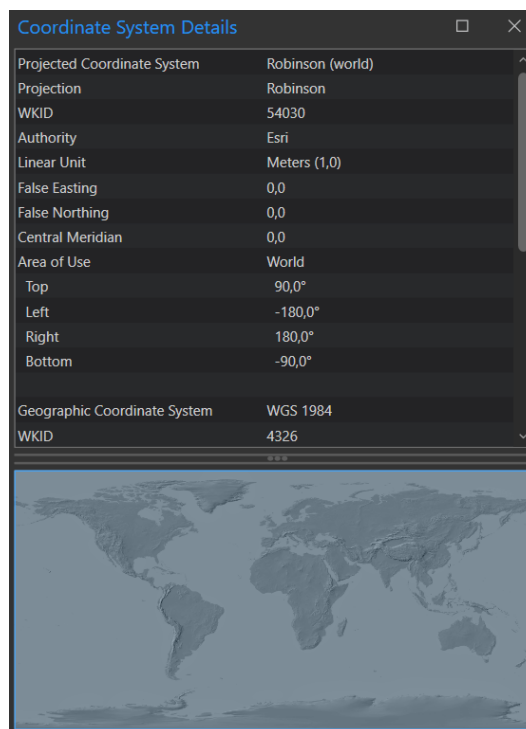 Coordinate System Details
Projected Coordinate System Robinson (world)
Projection Robinson
WKID 54030
Authority Esri
Linear Unit Meters (1,0)
False Easting 0,0
False Northing 0,0
Central Meridian 0,0
Area of Use World
Top 90,0°
Left -180,0°
Right 180,0°
Bottom -90,0°
Geographic Coordinate System WGS 1984
WKID 4326